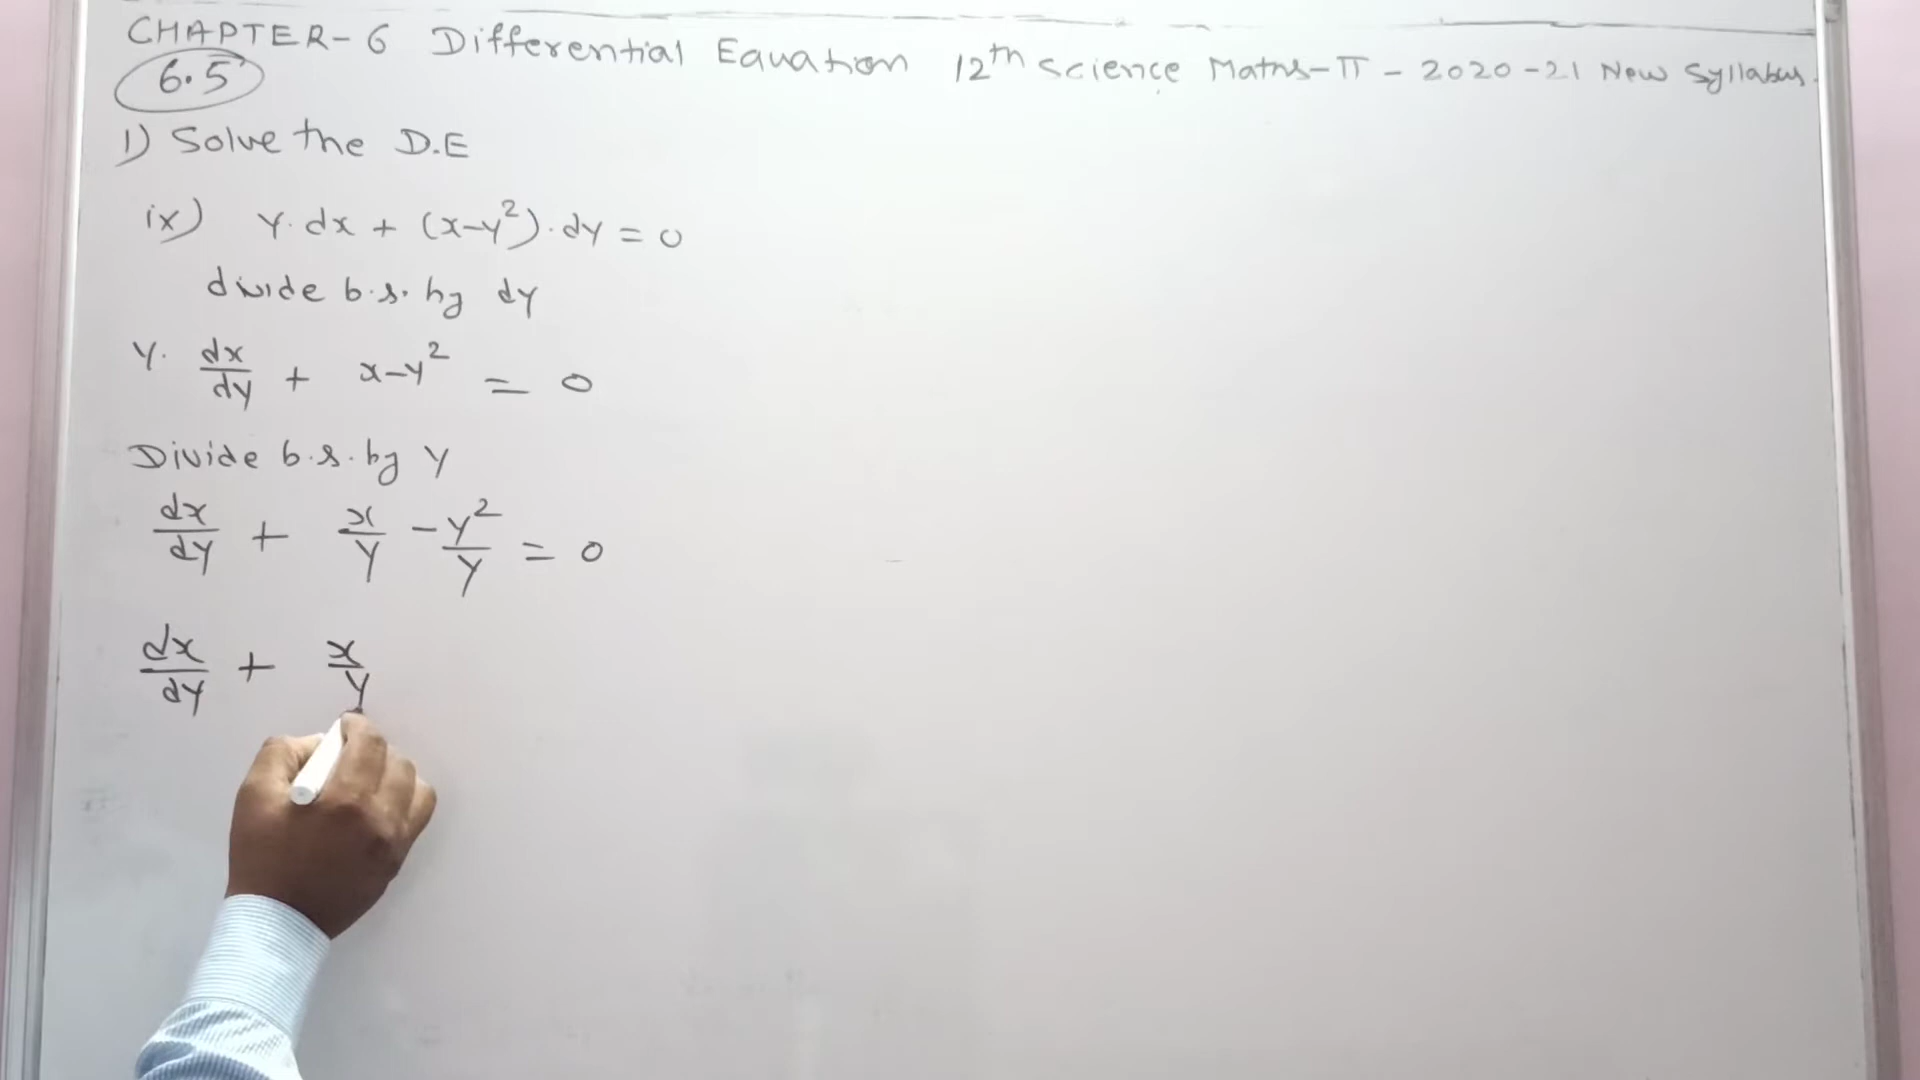 CHAPTER-6 Differential Equation 12th Science Maths-II - 2020-21 New Syllabus.
6.5
1) Solve the D.E
ix) y.dx + (x-y²).dy = 0
divide b.s. by dy
y. dx/dy + x-y² = 0
Divide b.s. by y
dx/dy + x/y - y²/y = 0
dx/dy + x/y